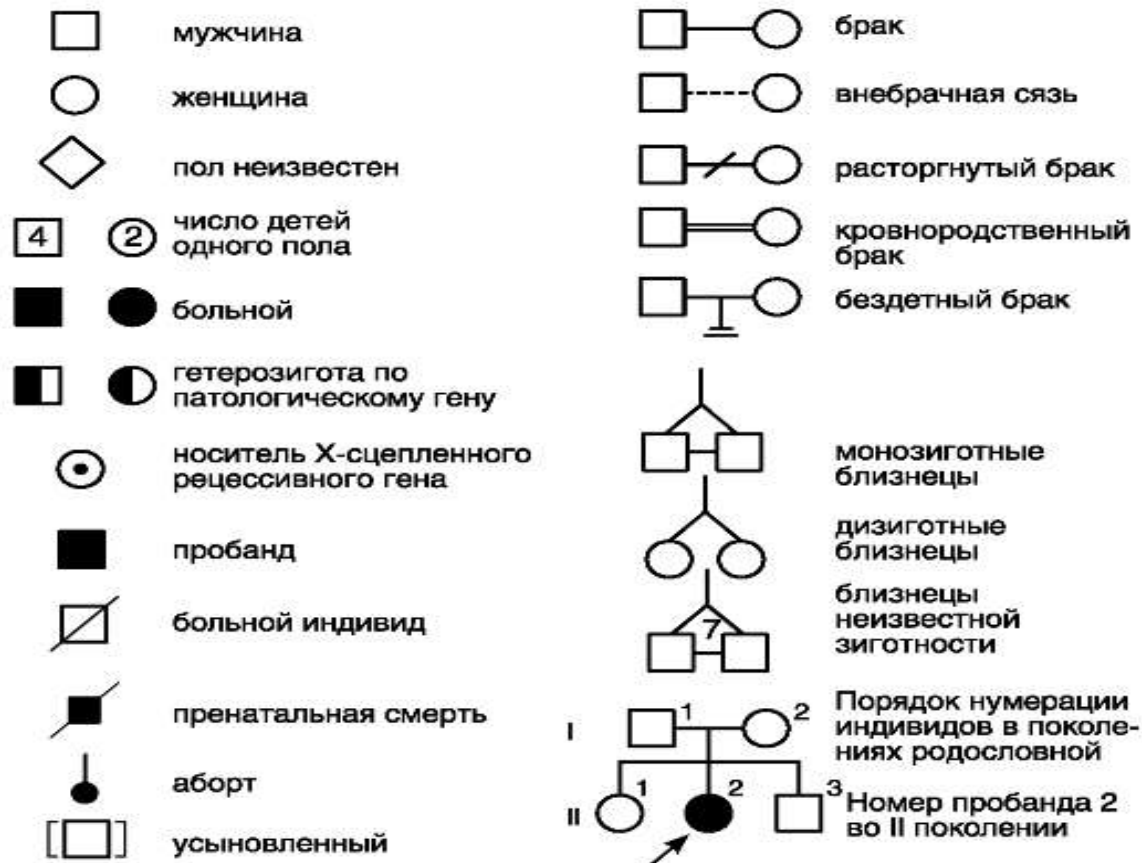 мужчина
женщина
пол неизвестен
4
2
число детей
одного пола
больной
гетерозигота по
патологическому гену
носитель Х-сцепленного
рецессивного гена
пробанд
больной индивид
пренатальная смерть
аборт
[ ]
усыновленный
брак
внебрачная сязь
расторгнутый брак
кровнородственный
брак
бездетный брак
монозиготные
близнецы
дизиготные
близнецы
7
близнецы
неизвестной
зиготности
I
1
2
Порядок нумерации
индивидов в поколе-
ниях родословной
II
1
2
3
Номер пробанда 2
во II поколении